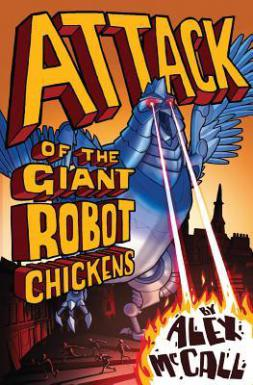 ATTACK
OF THE
GIANT
ROBOT
CHICKENS
BY
ALEX
McCALL